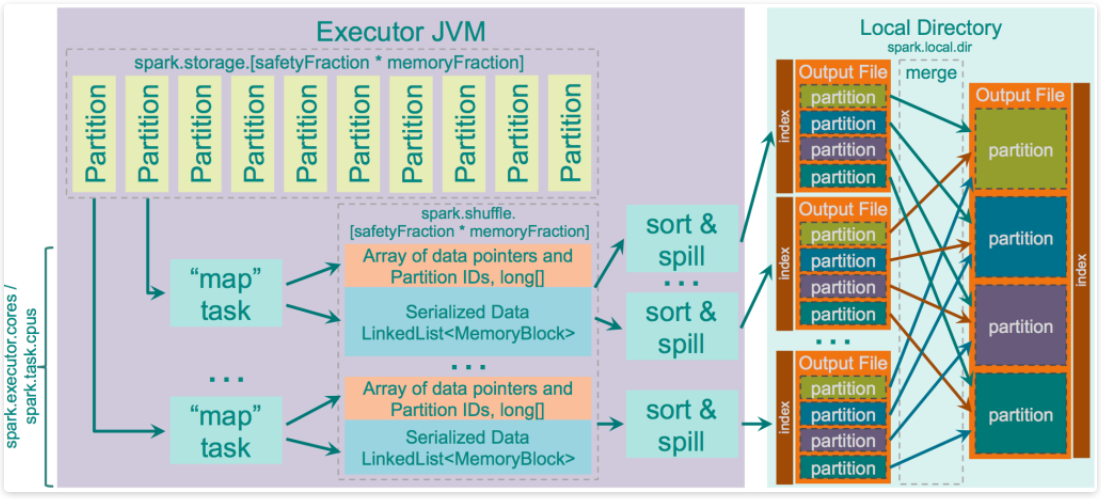 Executor JVM
spark.storage.[safetyFraction * memoryFraction]
Partition
Partition
Partition
Partition
Partition
Partition
Partition
Partition
Partition
Partition
spark.executor.cores /
spark.task.cpus
“map”
task
...
“map”
task
spark.shuffle.
[safetyFraction * memoryFraction]
Array of data pointers and
Partition IDs, long[]
Serialized Data
LinkedList<MemoryBlock>
...
Array of data pointers and
Partition IDs, long[]
Serialized Data
LinkedList<MemoryBlock>
sort &
spill
...
sort &
spill
sort &
spill
Local Directory
spark.local.dir
index
Output File
partition
partition
partition
partition
index
Output File
partition
partition
partition
partition
...
index
Output File
partition
partition
partition
partition
merge
Output File
partition
partition
partition
partition
index